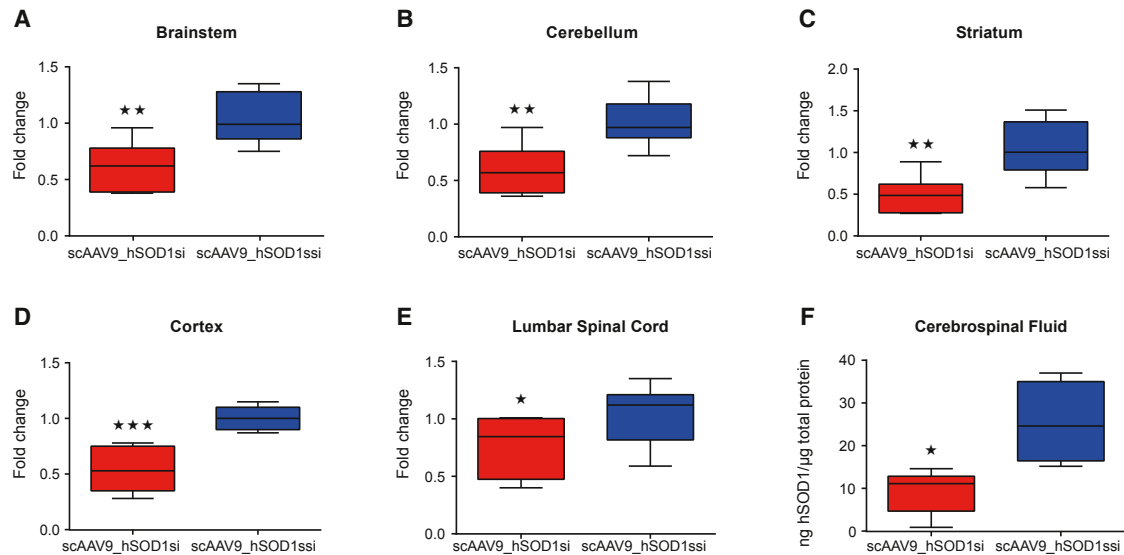 A
Brainstem
Fold change
1.5
1.0
0.5
0.0
★★
scAAV9_hSOD1si scAAV9_hSOD1ssi
B
Cerebellum
Fold change
1.5
1.0
0.5
0.0
★★
scAAV9_hSOD1si scAAV9_hSOD1ssi
C
Striatum
Fold change
2.0
1.5
1.0
0.5
0.0
★★
scAAV9_hSOD1si scAAV9_hSOD1ssi
D
Cortex
Fold change
1.5
1.0
0.5
0.0
★★★
scAAV9_hSOD1si scAAV9_hSOD1ssi
E
Lumbar Spinal Cord
Fold change
1.5
1.0
0.5
0.0
★
scAAV9_hSOD1si scAAV9_hSOD1ssi
F
Cerebrospinal Fluid
ng hSOD1/µg total protein
40
30
20
10
0
★
scAAV9_hSOD1si scAAV9_hSOD1ssi